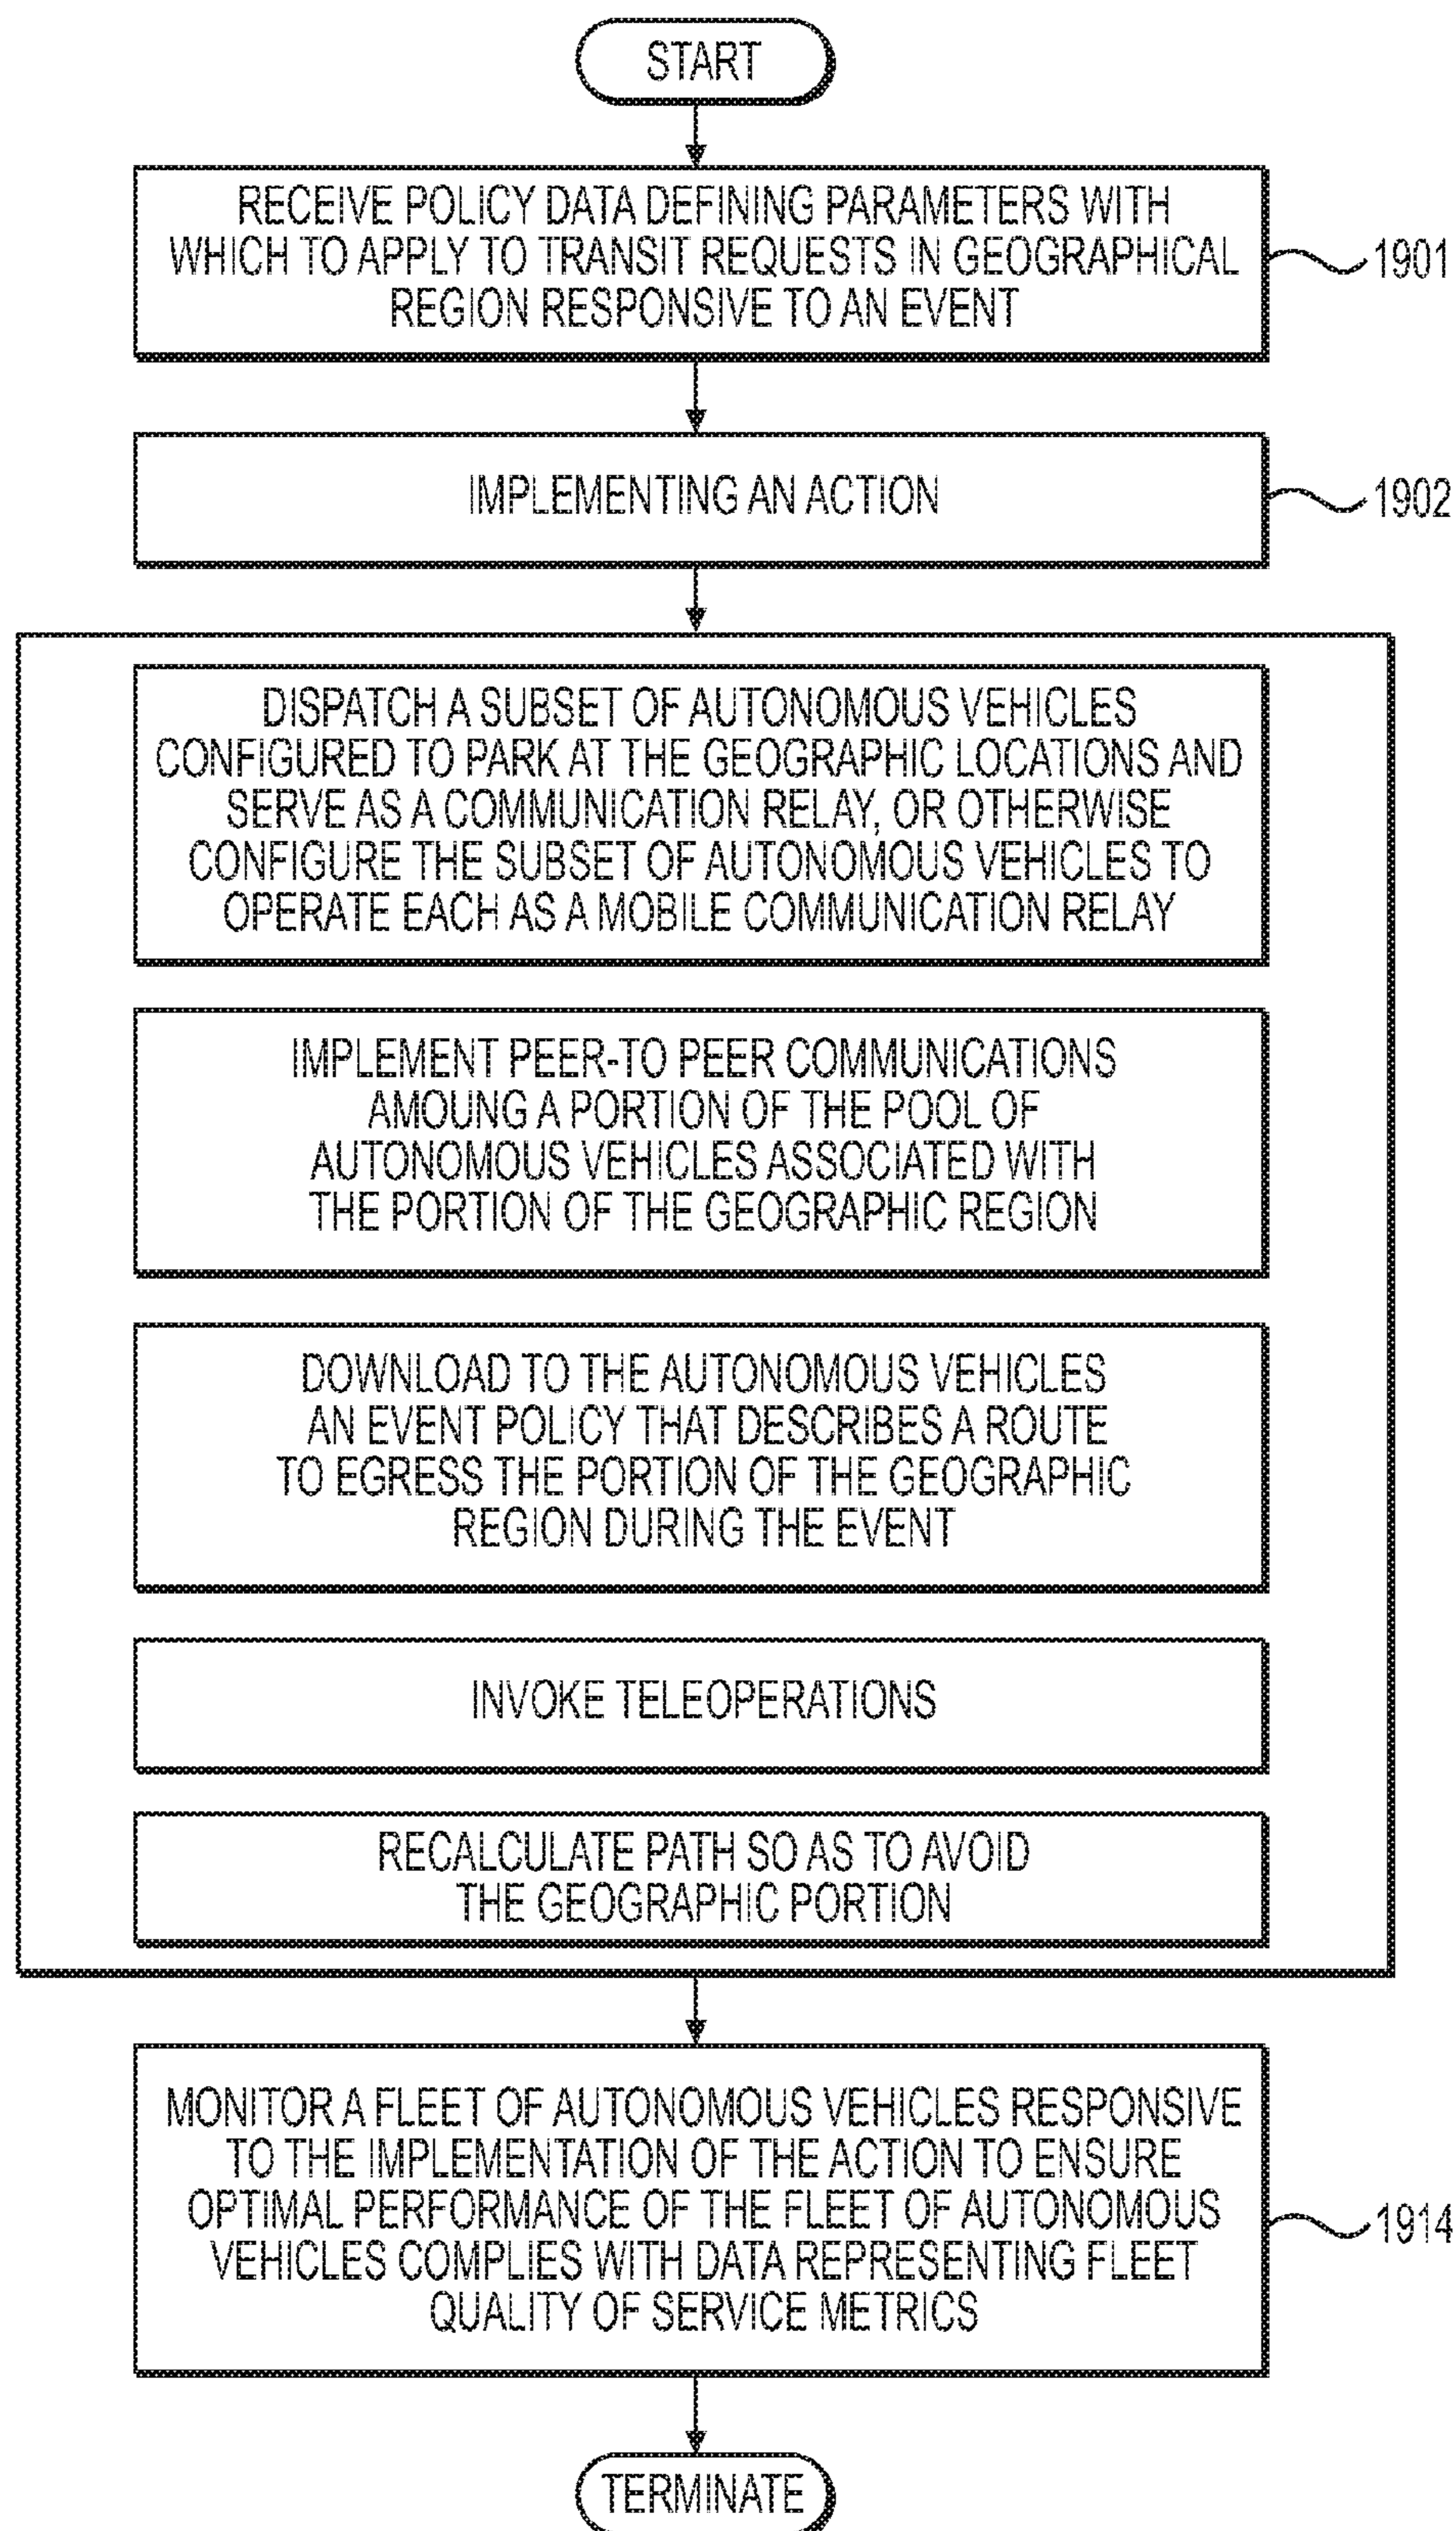 START
RECEIVE POLICY DATA DEFINING PARAMETERS WITH
WHICH TO APPLY TO TRANSIT REQUESTS IN GEOGRAPHICAL
REGION RESPONSIVE TO AN EVENT
1901
IMPLEMENTING AN ACTION
1902
DISPATCH A SUBSET OF AUTONOMOUS VEHICLES
CONFIGURED TO PARK AT THE GEOGRAPHIC LOCATIONS AND
SERVE AS A COMMUNICATION RELAY, OR OTHERWISE
CONFIGURE THE SUBSET OF AUTONOMOUS VEHICLES TO
OPERATE EACH AS A MOBILE COMMUNICATION RELAY
IMPLEMENT PEER-TO PEER COMMUNICATIONS
AMOUNG A PORTION OF THE POOL OF
AUTONOMOUS VEHICLES ASSOCIATED WITH
THE PORTION OF THE GEOGRAPHIC REGION
DOWNLOAD TO THE AUTONOMOUS VEHICLES
AN EVENT POLICY THAT DESCRIBES A ROUTE
TO EGRESS THE PORTION OF THE GEOGRAPHIC
REGION DURING THE EVENT
INVOKE TELEOPERATIONS
RECALCULATE PATH SO AS TO AVOID
THE GEOGRAPHIC PORTION
MONITOR A FLEET OF AUTONOMOUS VEHICLES RESPONSIVE
TO THE IMPLEMENTATION OF THE ACTION TO ENSURE
OPTIMAL PERFORMANCE OF THE FLEET OF AUTONOMOUS
VEHICLES COMPLIES WITH DATA REPRESENTING FLEET
QUALITY OF SERVICE METRICS
1914
TERMINATE